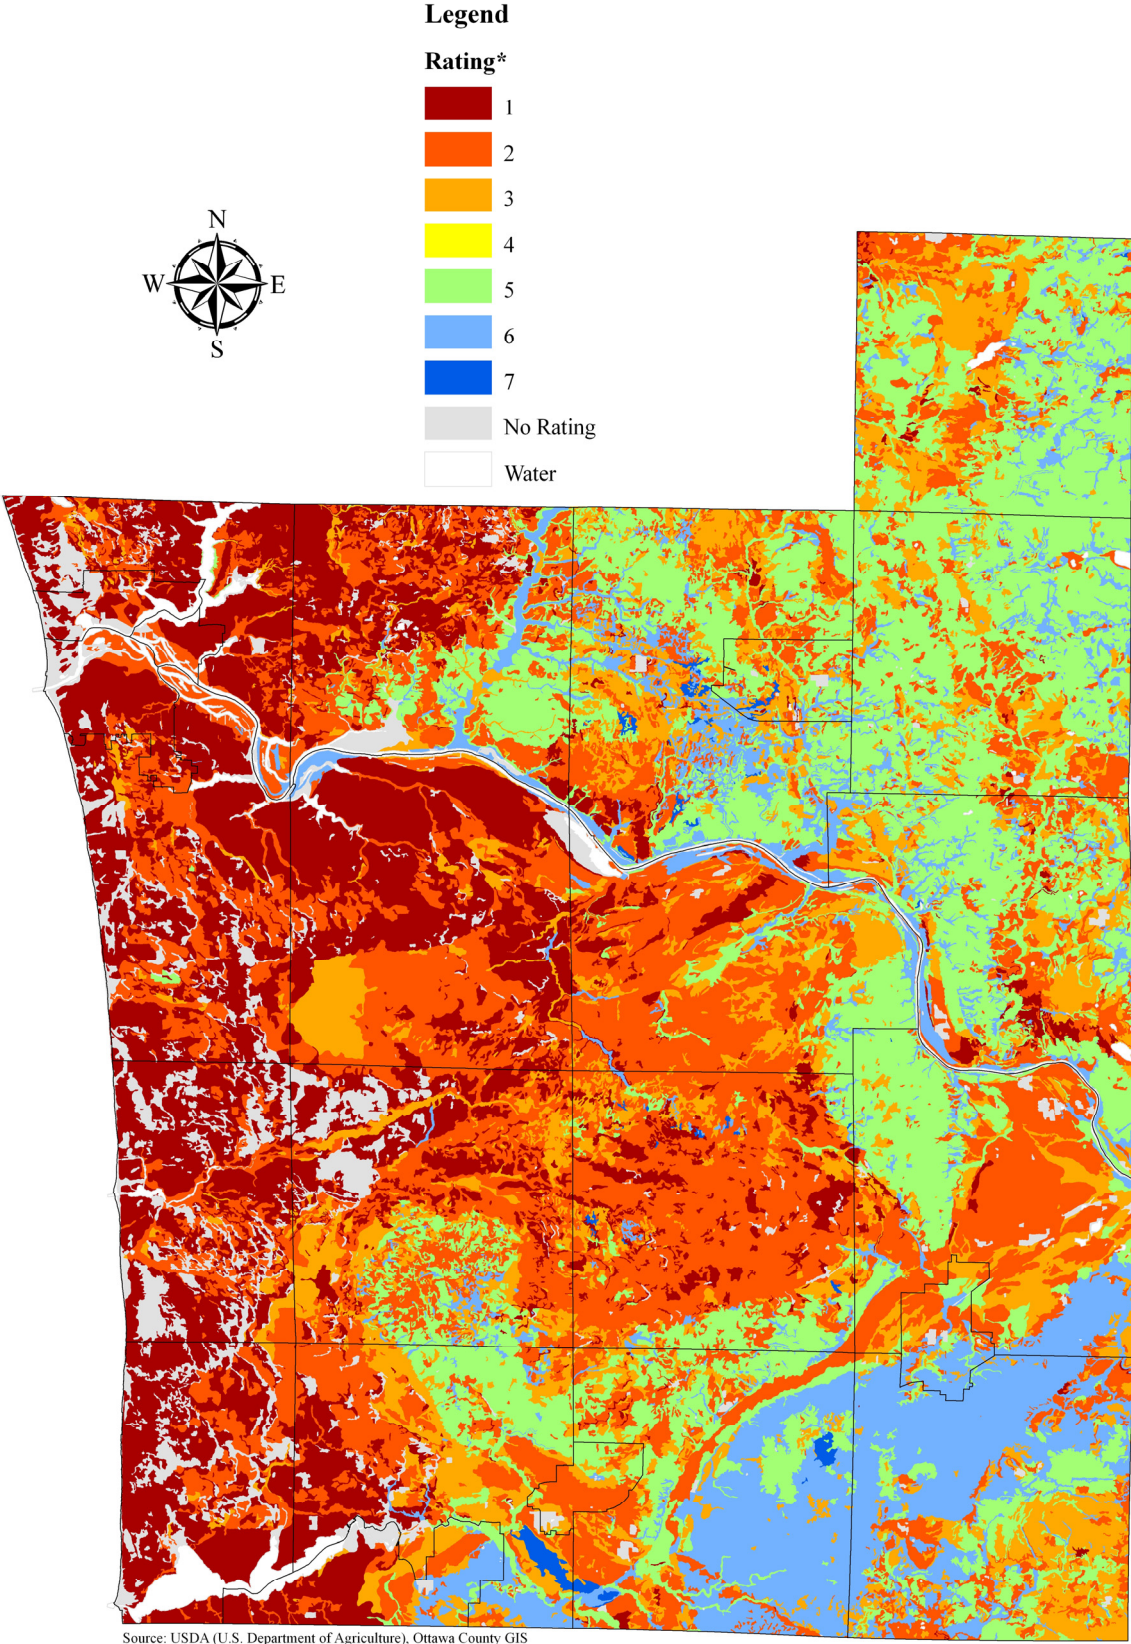 Legend
Rating*
1
2
3
4
5
6
7
No Rating
Water
N
W E
S
Source: USDA (U.S. Department of Agriculture), Ottawa County GIS